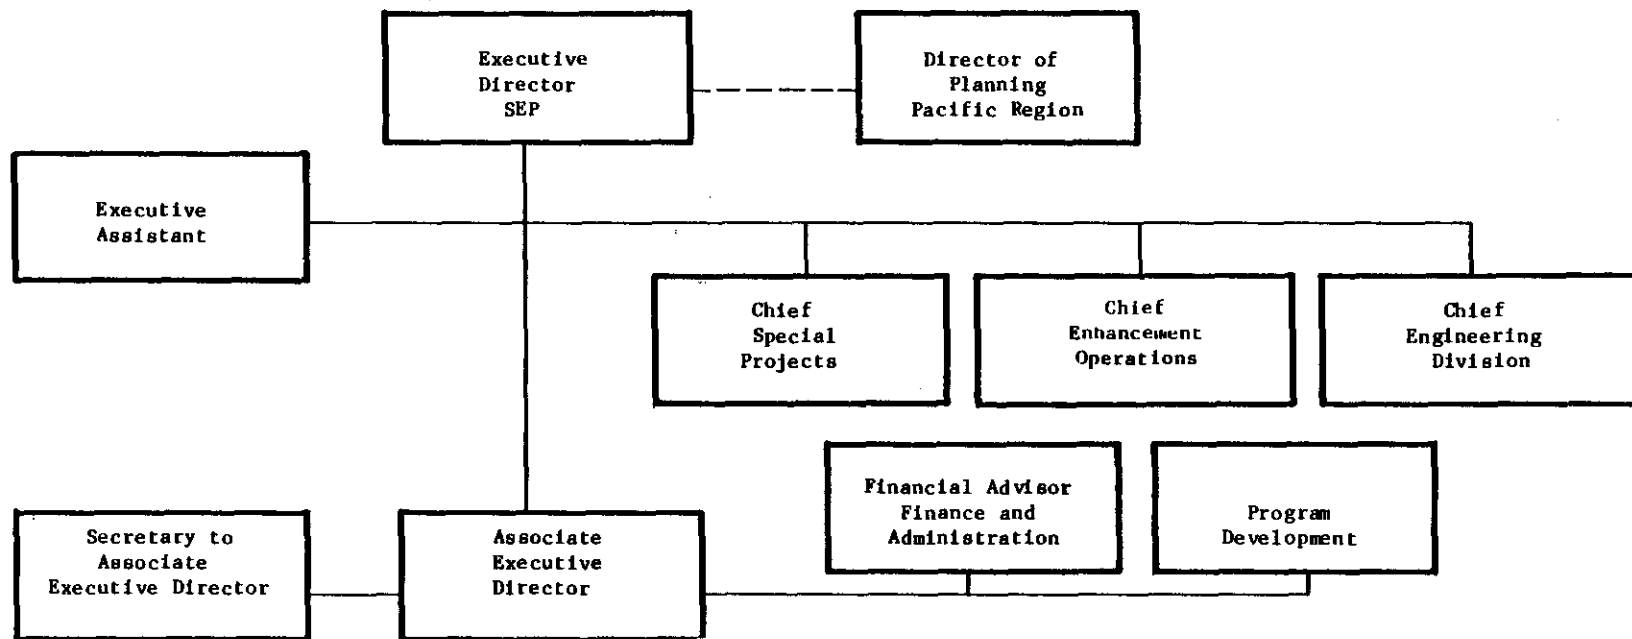 Executive
Director
SEP
Director of
Planning
Pacific Region
Executive
Assistant
Chief
Special
Projects
Chief
Enhancement
Operations
Chief
Engineering
Division
Financial Advisor
Finance and
Administration
Program
Development
Secretary to
Associate
Executive Director
Associate
Executive
Director